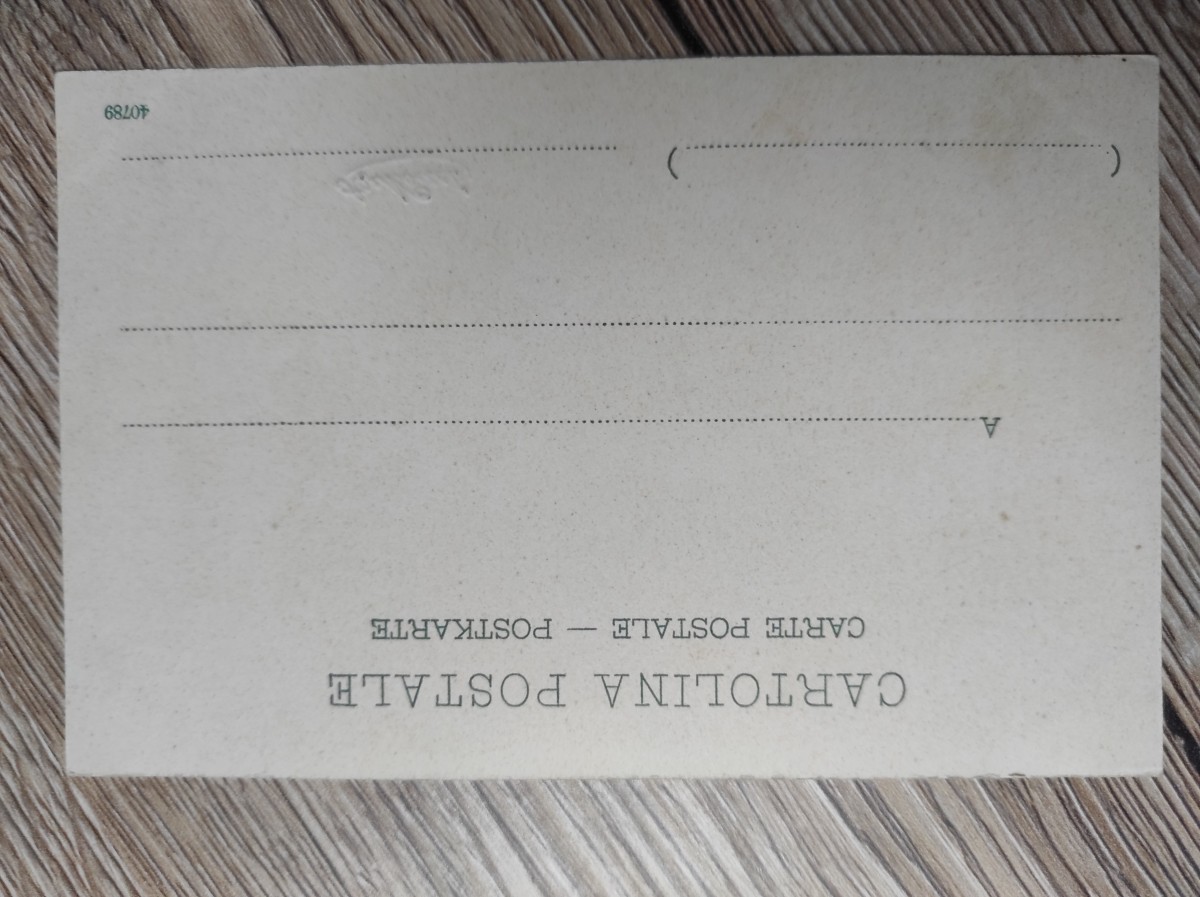 CARTOLINA POSTALE
CARTE POSTALE — POSTKARTE
A
( )
40789